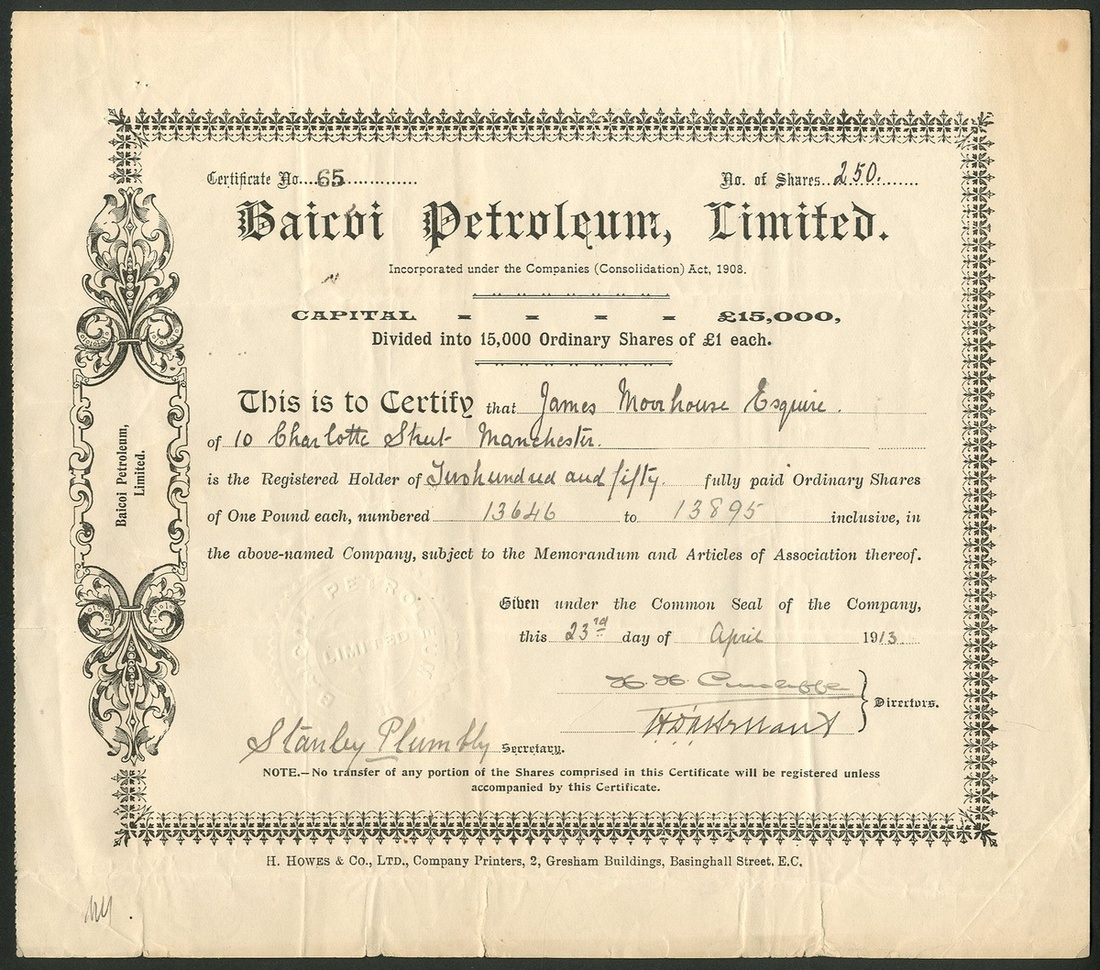 Certificate No. 65
No. of Shares 250.
Baicoi Petroleum, Limited.
Incorporated under the Companies (Consolidation) Act, 1908.
CAPITAL - - - - £15,000,
Divided into 15,000 Ordinary Shares of £1 each.
This is to Certify that James Moorhouse Esquire.
of 10 Charlotte Street Manchester.
is the Registered Holder of Two hundred and fifty. fully paid Ordinary Shares
of One Pound each, numbered 13646 to 13895 inclusive, in
the above-named Company, subject to the Memorandum and Articles of Association thereof.
Given under the Common Seal of the Company,
this 23rd day of April 1913
Directors.
Stanley Plumbly Secretary.
NOTE.—No transfer of any portion of the Shares comprised in this Certificate will be registered unless
accompanied by this Certificate.
H. HOWES & CO., LTD., Company Printers, 2, Gresham Buildings, Basinghall Street, E.C.
Baicoi Petroleum,
Limited.
PETRO
LIMITED